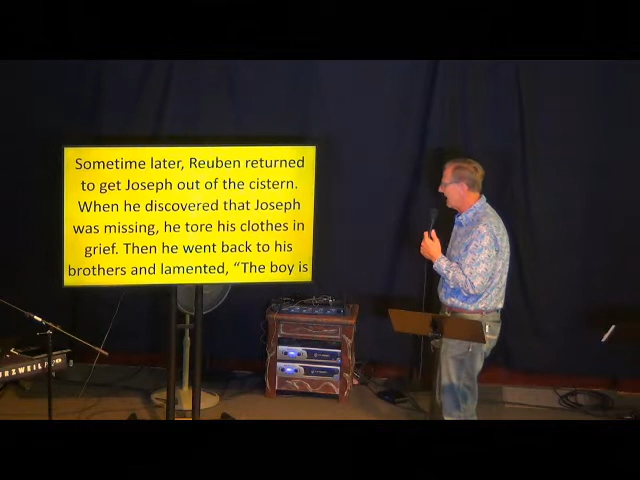 Sometime later, Reuben returned
to get Joseph out of the cistern.
When he discovered that Joseph
was missing, he tore his clothes in
grief. Then he went back to his
brothers and lamented, “The boy is